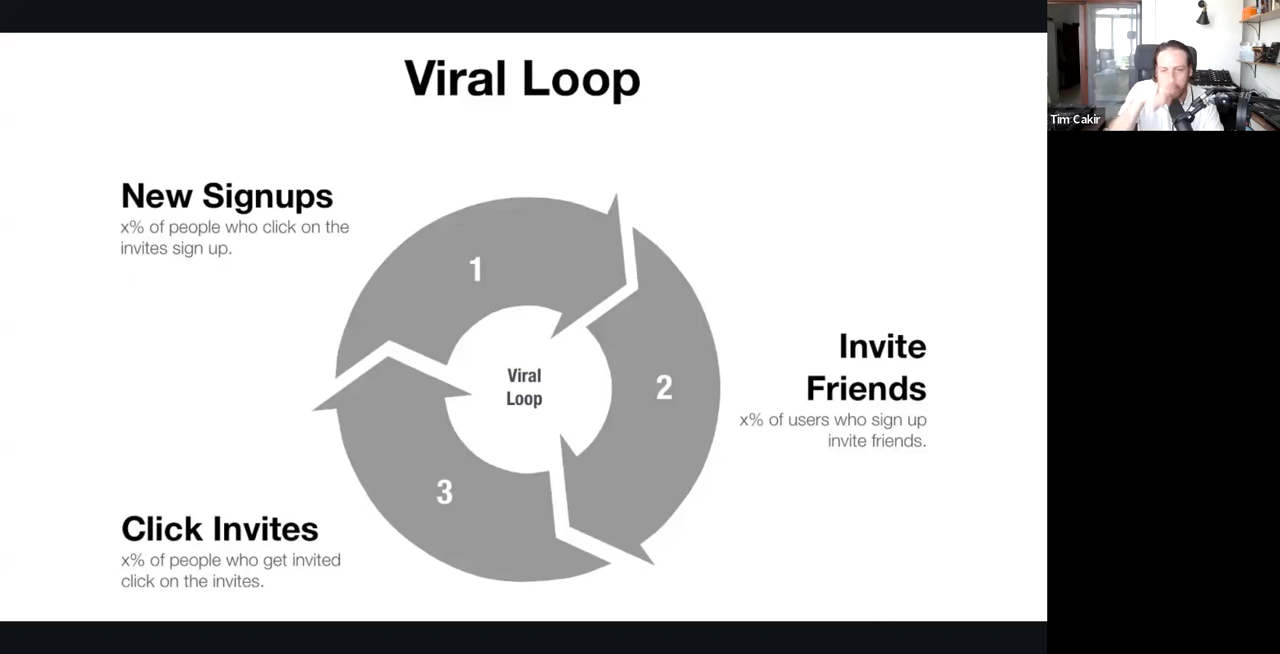 Viral Loop
New Signups
x% of people who click on the
invites sign up.
1
Invite
Friends
x% of users who sign up
invite friends.
2
Viral
Loop
3
Click Invites
x% of people who get invited
click on the invites.
Tim Cakir